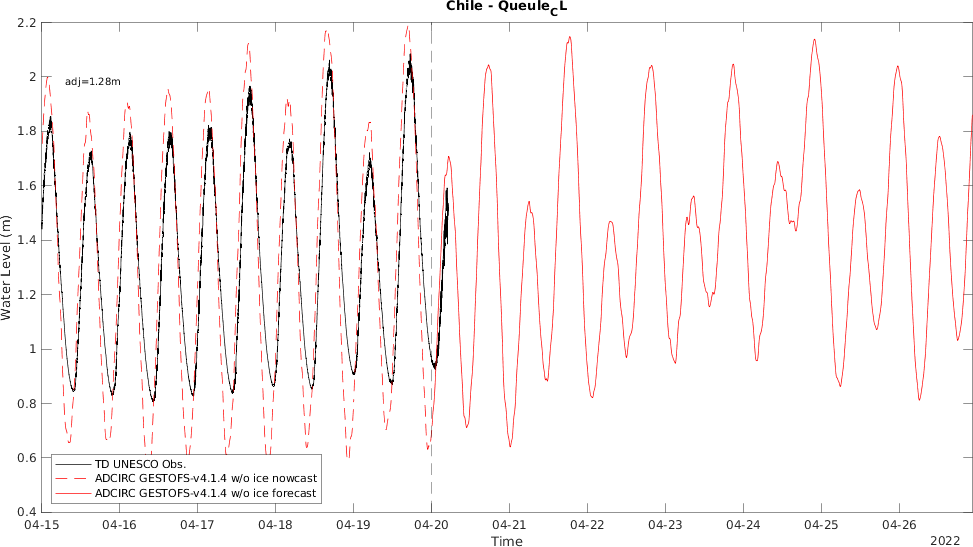 Chile - Queule_CL
2.2
2
1.8
1.6
1.4
1.2
1
0.8
0.6
0.4
Water Level (m)
adj=1.28m
TD UNESCO Obs.
ADCIRC GESTOFS-v4.1.4 w/o ice nowcast
ADCIRC GESTOFS-v4.1.4 w/o ice forecast
04-15 04-16 04-17 04-18 04-19 04-20 04-21 04-22 04-23 04-24 04-25 04-26
Time
2022